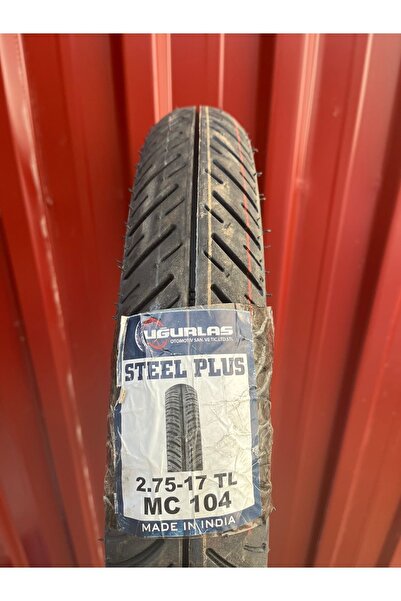 UGURLAS
OTOMOTİV SAN. VE TİC.LTD.ŞTİ.
STEEL PLUS
2.75-17 TL
MC 104
MADE IN INDIA